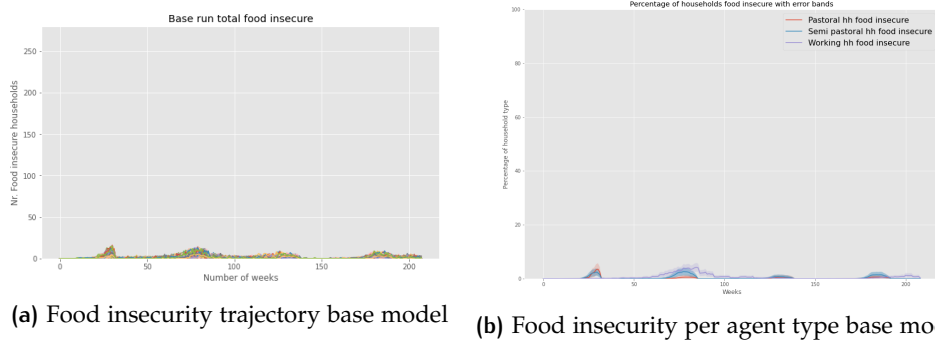 Base run total food insecure
250
200
150
100
50
0
Nr. Food insecure households
0 50 100 150 200
Number of weeks
(a) Food insecurity trajectory base model
Percentage of households food insecure with error bands
Pastoral hh food insecure
Semi pastoral hh food insecure
Working hh food insecure
100
80
60
40
20
0
Percentage of household type
0 50 100 150 200
Weeks
(b) Food insecurity per agent type base mo